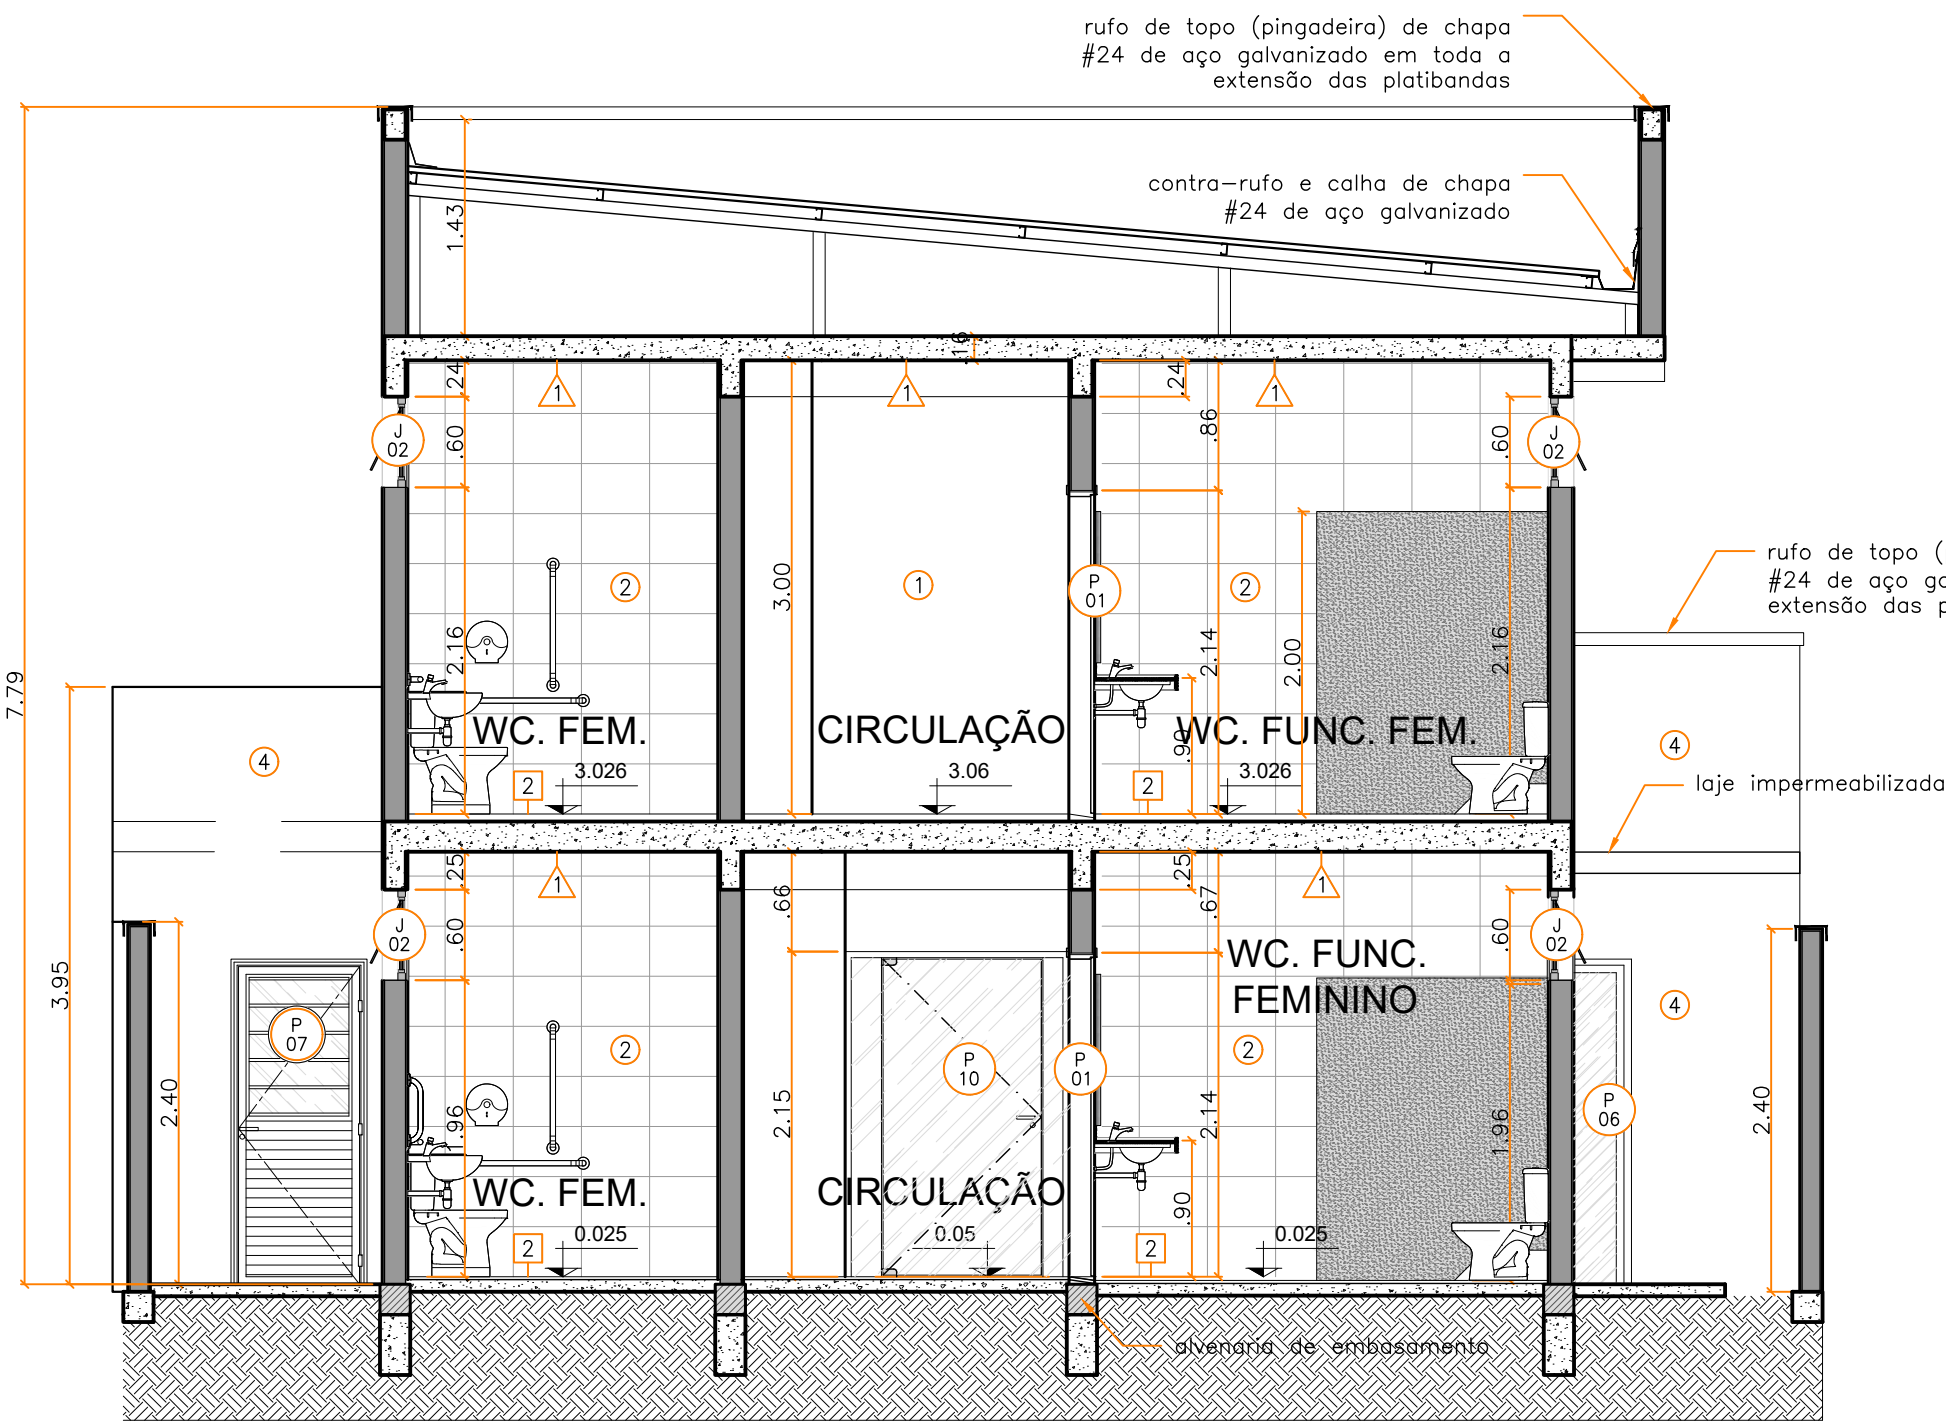 rufo de topo (pingadeira) de chapa
#24 de aço galvanizado em toda a
extensão das platibandas
contra-rufo e calha de chapa
#24 de aço galvanizado
1.43
.16
.24
1
1
.24
1
.86
.60
J
02
.60
J
02
7.79
3.00
2
1
P
01
2
2.16
2.14
2.00
2.16
rufo de topo (
#24 de aço ga
extensão das p
WC. FEM.
CIRCULAÇÃO
WC. FUNC. FEM.
.90
4
4
2
3.026
3.06
2
3.026
laje impermeabilizada
3.95
.25
1
.66
.25
.67
1
J
02
.60
.60
J
02
WC. FUNC.
FEMININO
P
07
2
P
10
P
01
2
4
P
06
2.40
.96
2.15
2.14
1.96
2.40
WC. FEM.
CIRCULAÇÃO
.90
2
0.025
0.05
2
0.025
alvenaria de embasamento